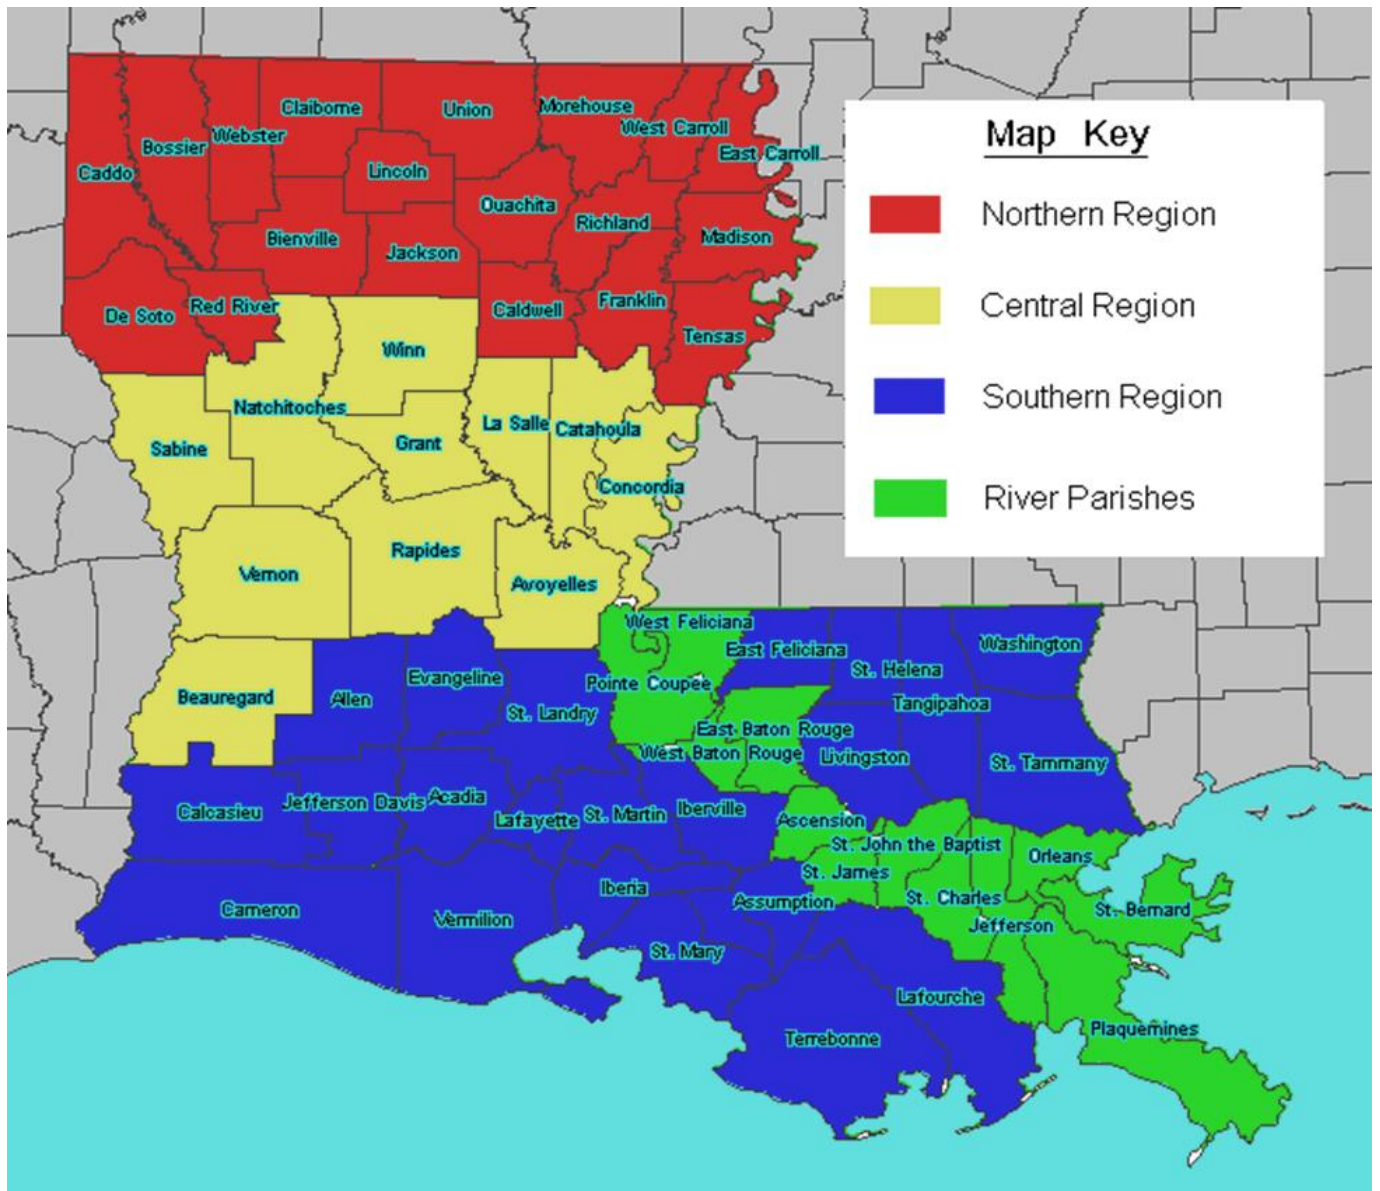 Map Key
Northern Region
Central Region
Southern Region
River Parishes
Claiborne
Union
Morehouse
West Carroll
Webster
Bossier
East Carroll
Caddo
Lincoln
Ouachita
Richland
Madison
Bienville
Jackson
De Soto
Red River
Caldwell
Franklin
Tensas
Winn
Natchitoches
La Salle
Catahoula
Sabine
Grant
Concordia
Vernon
Rapides
Avoyelles
West Feliciana
East Feliciana
St. Helena
Washington
Beauregard
Allen
Evangeline
Pointe Coupee
St. Landry
Tangipahoa
East Baton Rouge
West Baton Rouge
Livingston
St. Tammany
Calcasieu
Jefferson Davis
Acadia
Lafayette
St. Martin
Iberville
Ascension
St. John the Baptist
Orleans
St. James
Iberia
Assumption
St. Charles
Cameron
Vermilion
St. Bernard
Jefferson
St. Mary
Lafourche
Terrebonne
Plaquemines